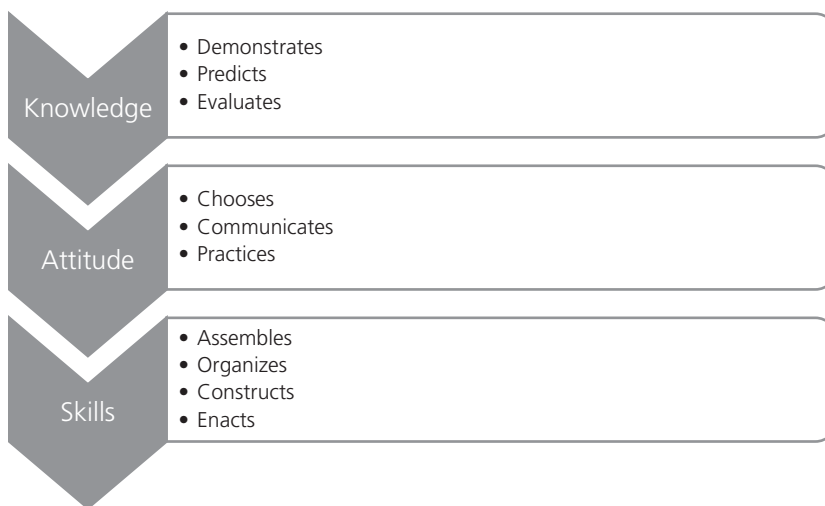 Knowledge
• Demonstrates
• Predicts
• Evaluates
Attitude
• Chooses
• Communicates
• Practices
Skills
• Assembles
• Organizes
• Constructs
• Enacts